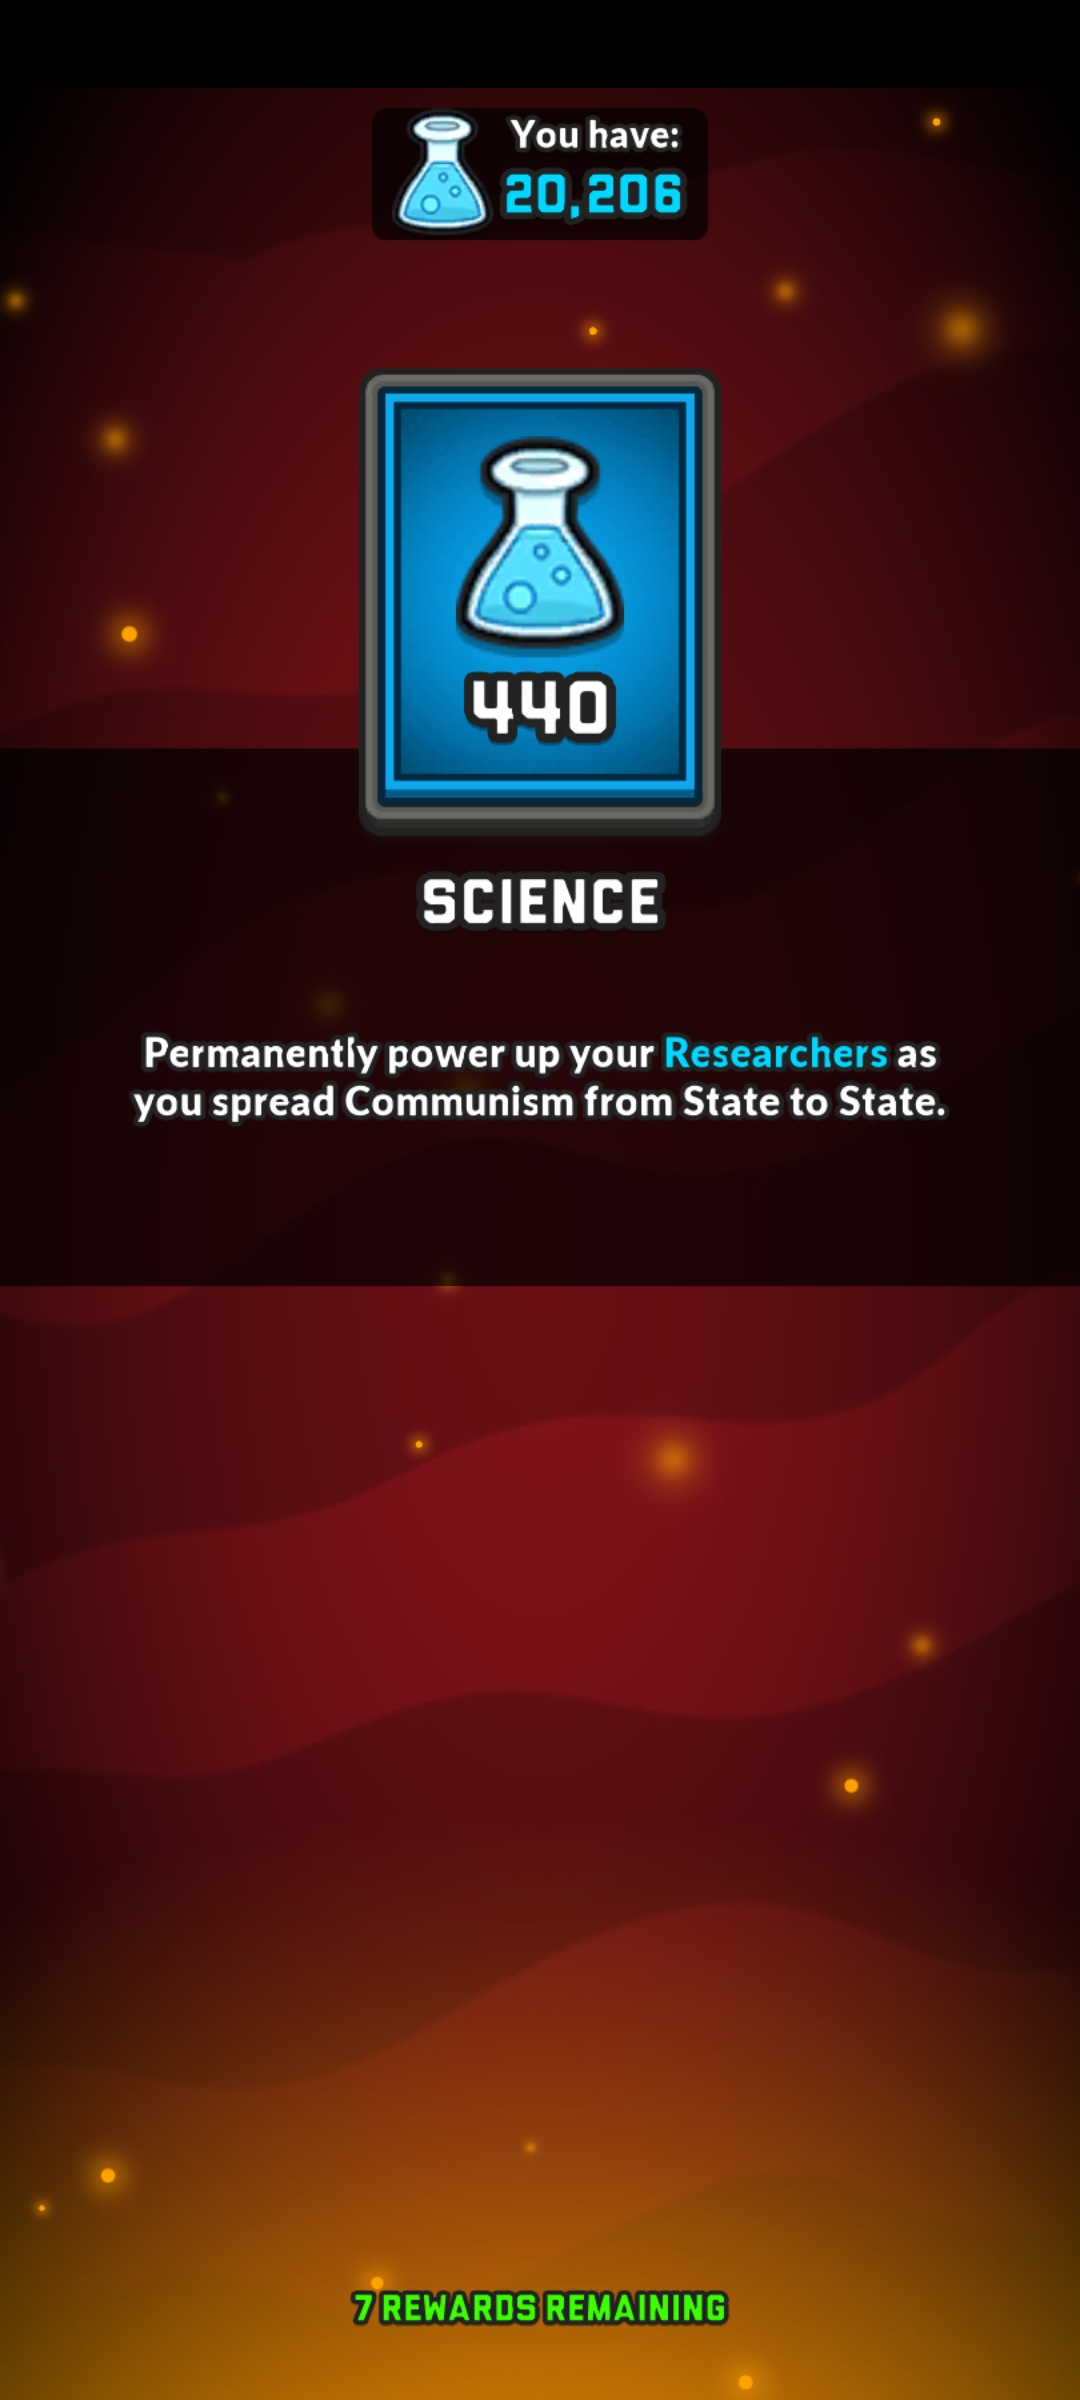 You have:
20,206
440
SCIENCE
Permanently power up your Researchers as
you spread Communism from State to State.
7 REWARDS REMAINING